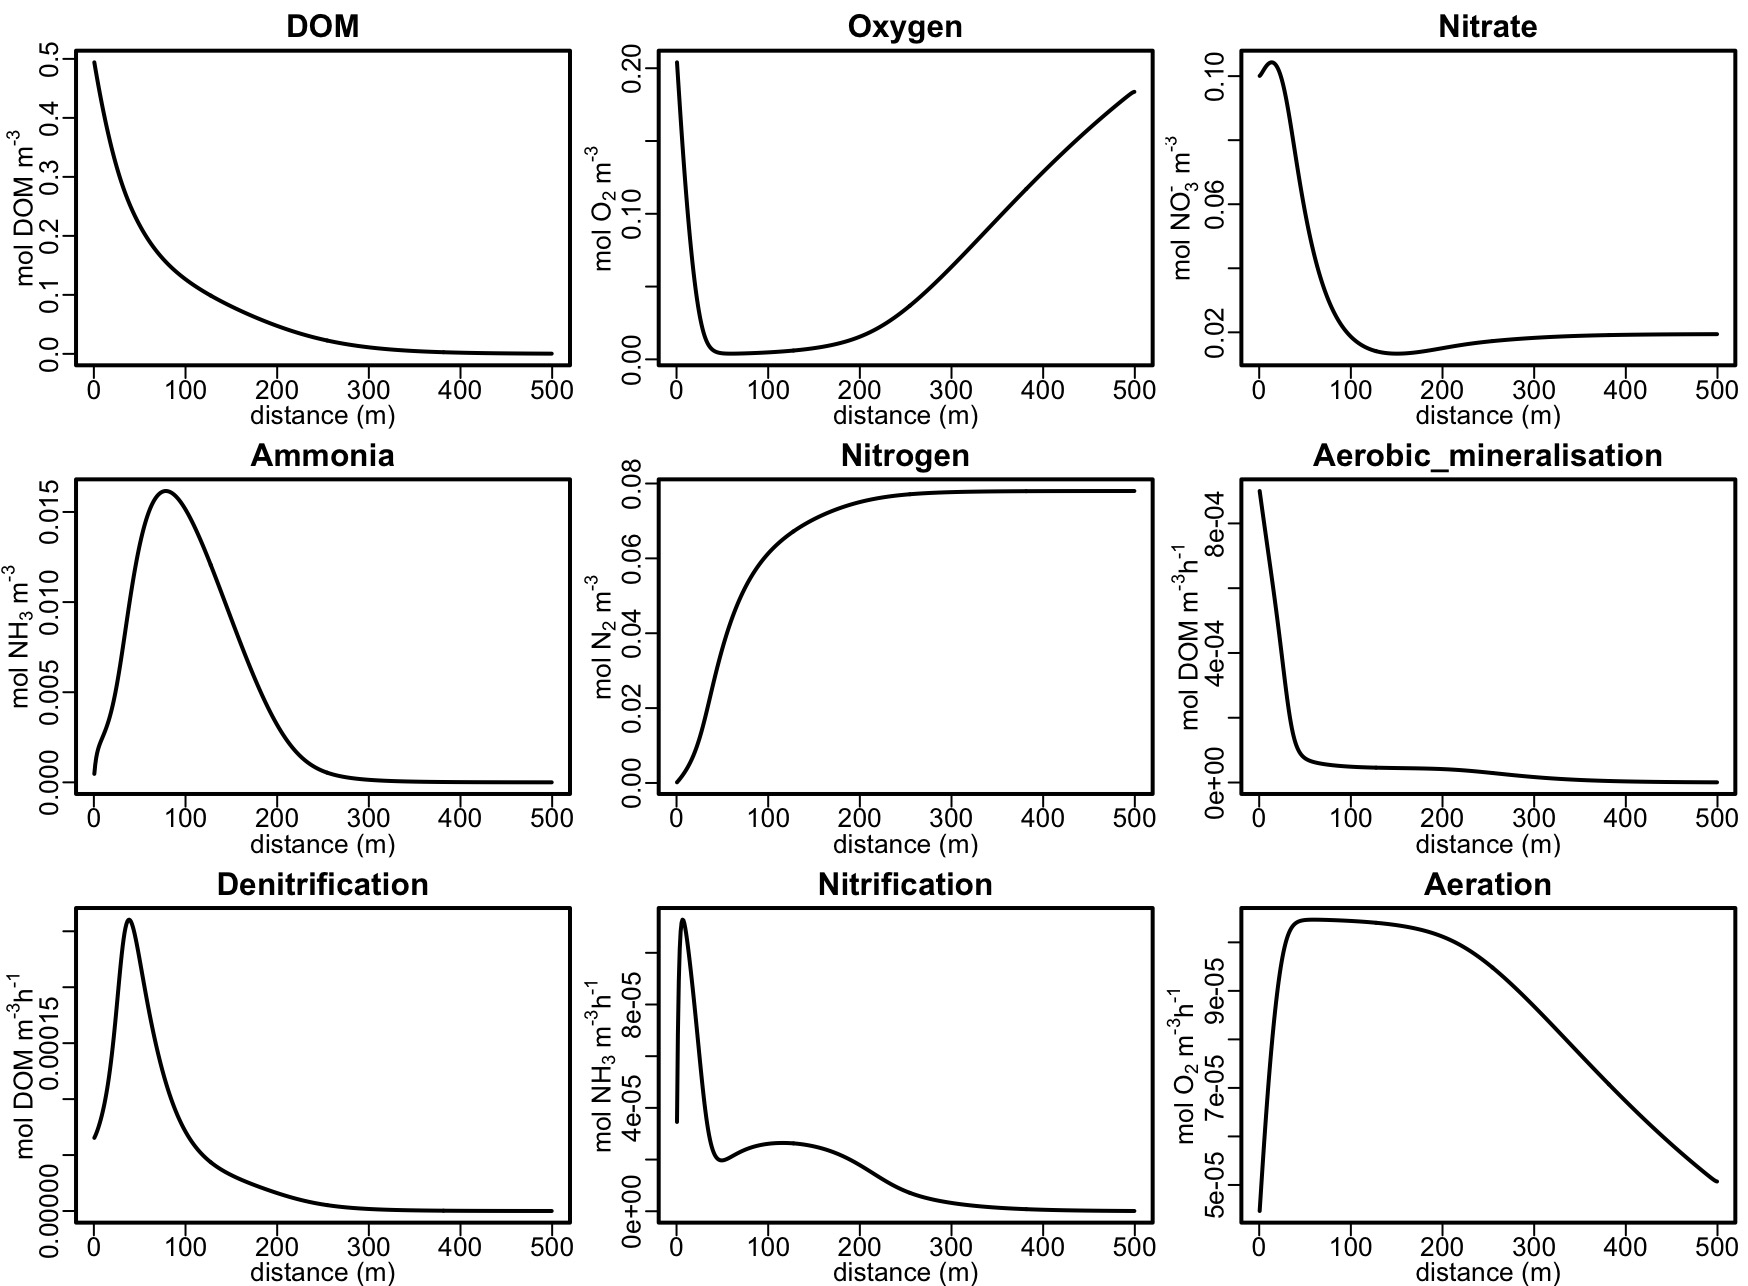 DOM
mol DOM m⁻³
0.0 0.1 0.2 0.3 0.4 0.5
0 100 200 300 400 500
distance (m)
Oxygen
mol O₂ m⁻³
0.00 0.10 0.20
0 100 200 300 400 500
distance (m)
Nitrate
mol NO₃⁻ m⁻³
0.02 0.06 0.10
0 100 200 300 400 500
distance (m)
Ammonia
mol NH₃ m⁻³
0.000 0.005 0.010 0.015
0 100 200 300 400 500
distance (m)
Nitrogen
mol N₂ m⁻³
0.00 0.02 0.04 0.06 0.08
0 100 200 300 400 500
distance (m)
Aerobic_mineralisation
mol DOM m⁻³h⁻¹
0e+00 4e-04 8e-04
0 100 200 300 400 500
distance (m)
Denitrification
mol DOM m⁻³h⁻¹
0.00000 0.00015
0 100 200 300 400 500
distance (m)
Nitrification
mol NH₃ m⁻³h⁻¹
0e+00 4e-05 8e-05
0 100 200 300 400 500
distance (m)
Aeration
mol O₂ m⁻³h⁻¹
5e-05 7e-05 9e-05
0 100 200 300 400 500
distance (m)